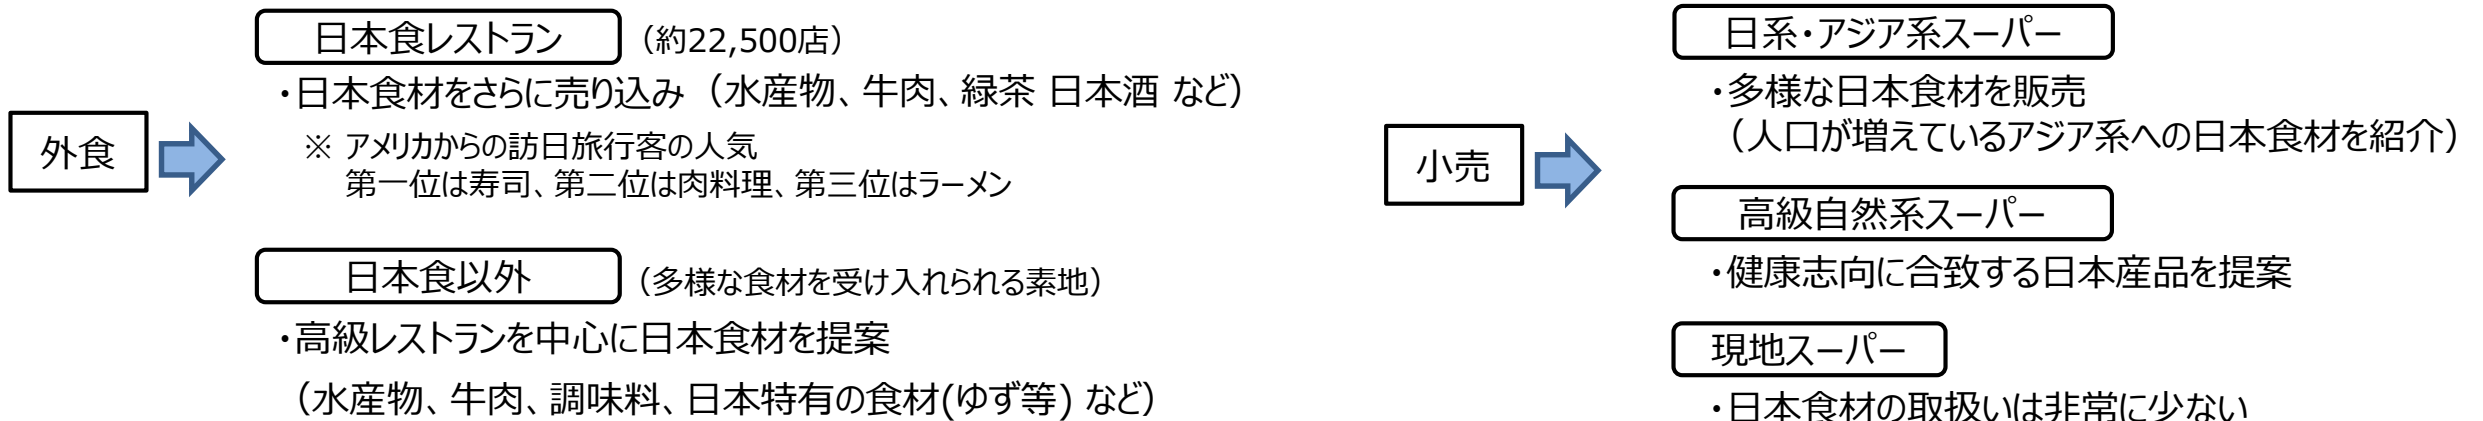 外食
日本食レストラン （約22,500店）
・日本食材をさらに売り込み （水産物、牛肉、緑茶 日本酒 など）
※ アメリカからの訪日旅行客の人気
第一位は寿司、第二位は肉料理、第三位はラーメン
日本食以外 （多様な食材を受け入れられる素地）
・高級レストランを中心に日本食材を提案
（水産物、牛肉、調味料、日本特有の食材(ゆず等) など）
小売
日系・アジア系スーパー
・多様な日本食材を販売
（人口が増えているアジア系への日本食材を紹介）
高級自然系スーパー
・健康志向に合致する日本産品を提案
現地スーパー
・日本食材の取扱いは非常に少ない